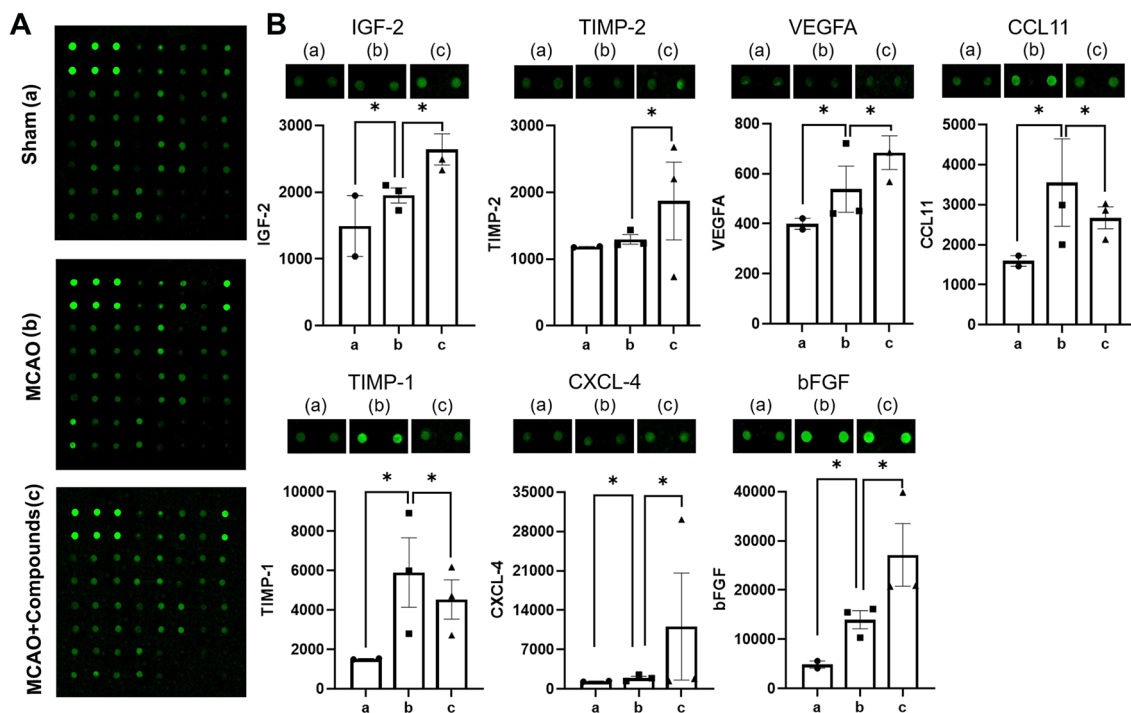 A
Sham (a)
MCAO (b)
MCAO+Compounds (c)
B
IGF-2
(a) (b) (c)
* *
3000
2000
1000
0
IGF-2
a b c
TIMP-2
(a) (b) (c)
*
3000
2000
1000
0
TIMP-2
a b c
VEGFA
(a) (b) (c)
* *
800
600
400
200
0
VEGFA
a b c
CCL11
(a) (b) (c)
* *
5000
4000
3000
2000
1000
0
CCL11
a b c
TIMP-1
(a) (b) (c)
* *
10000
8000
6000
4000
2000
0
TIMP-1
a b c
CXCL-4
(a) (b) (c)
* *
35000
28000
21000
14000
7000
0
CXCL-4
a b c
bFGF
(a) (b) (c)
* *
40000
30000
20000
10000
0
bFGF
a b c